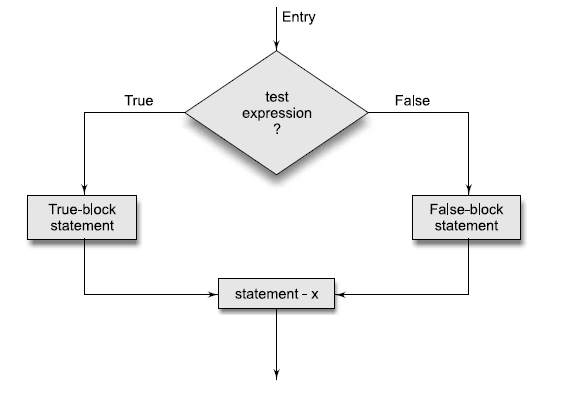 Entry
test
expression
?
True
False
True-block
statement
False-block
statement
statement - x